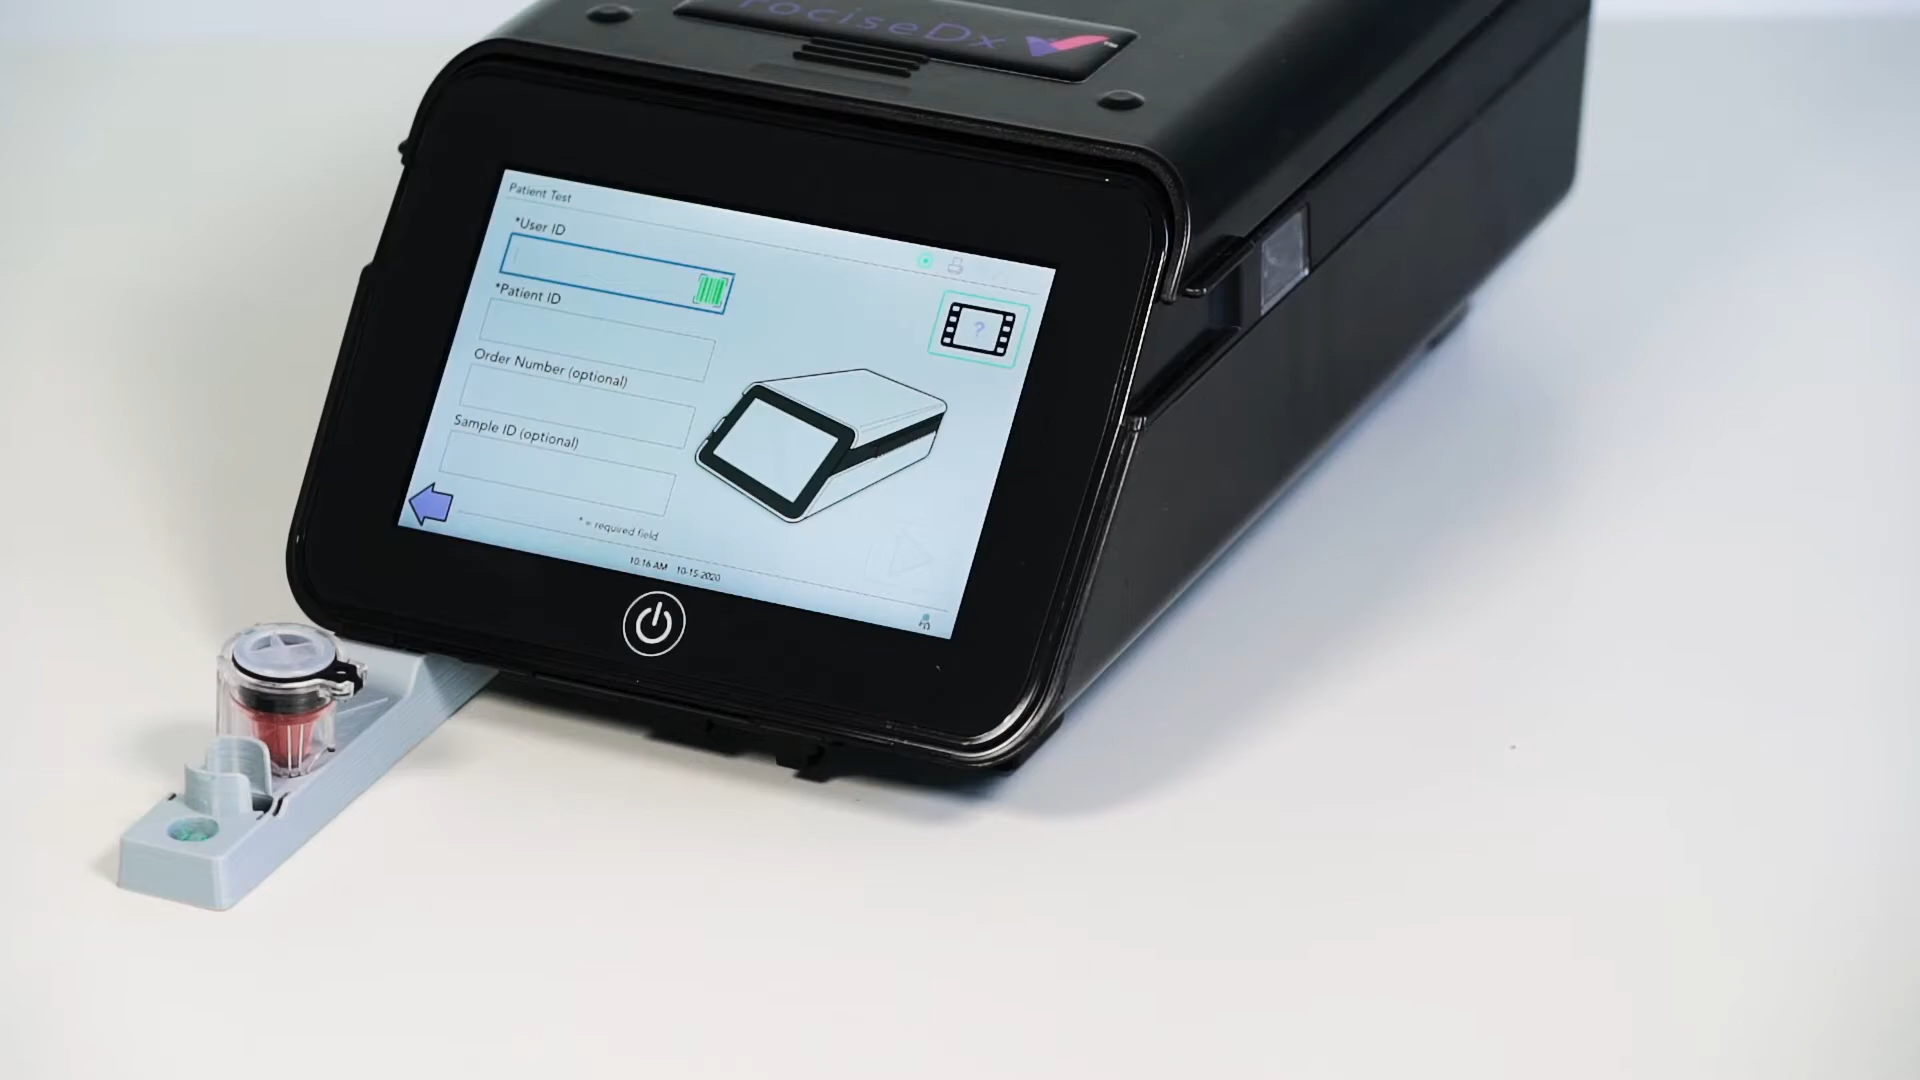 rociseDx
Patient Test
*User ID
*Patient ID
Order Number (optional)
Sample ID (optional)
* = required field
10:16 AM 10-15-2020
?